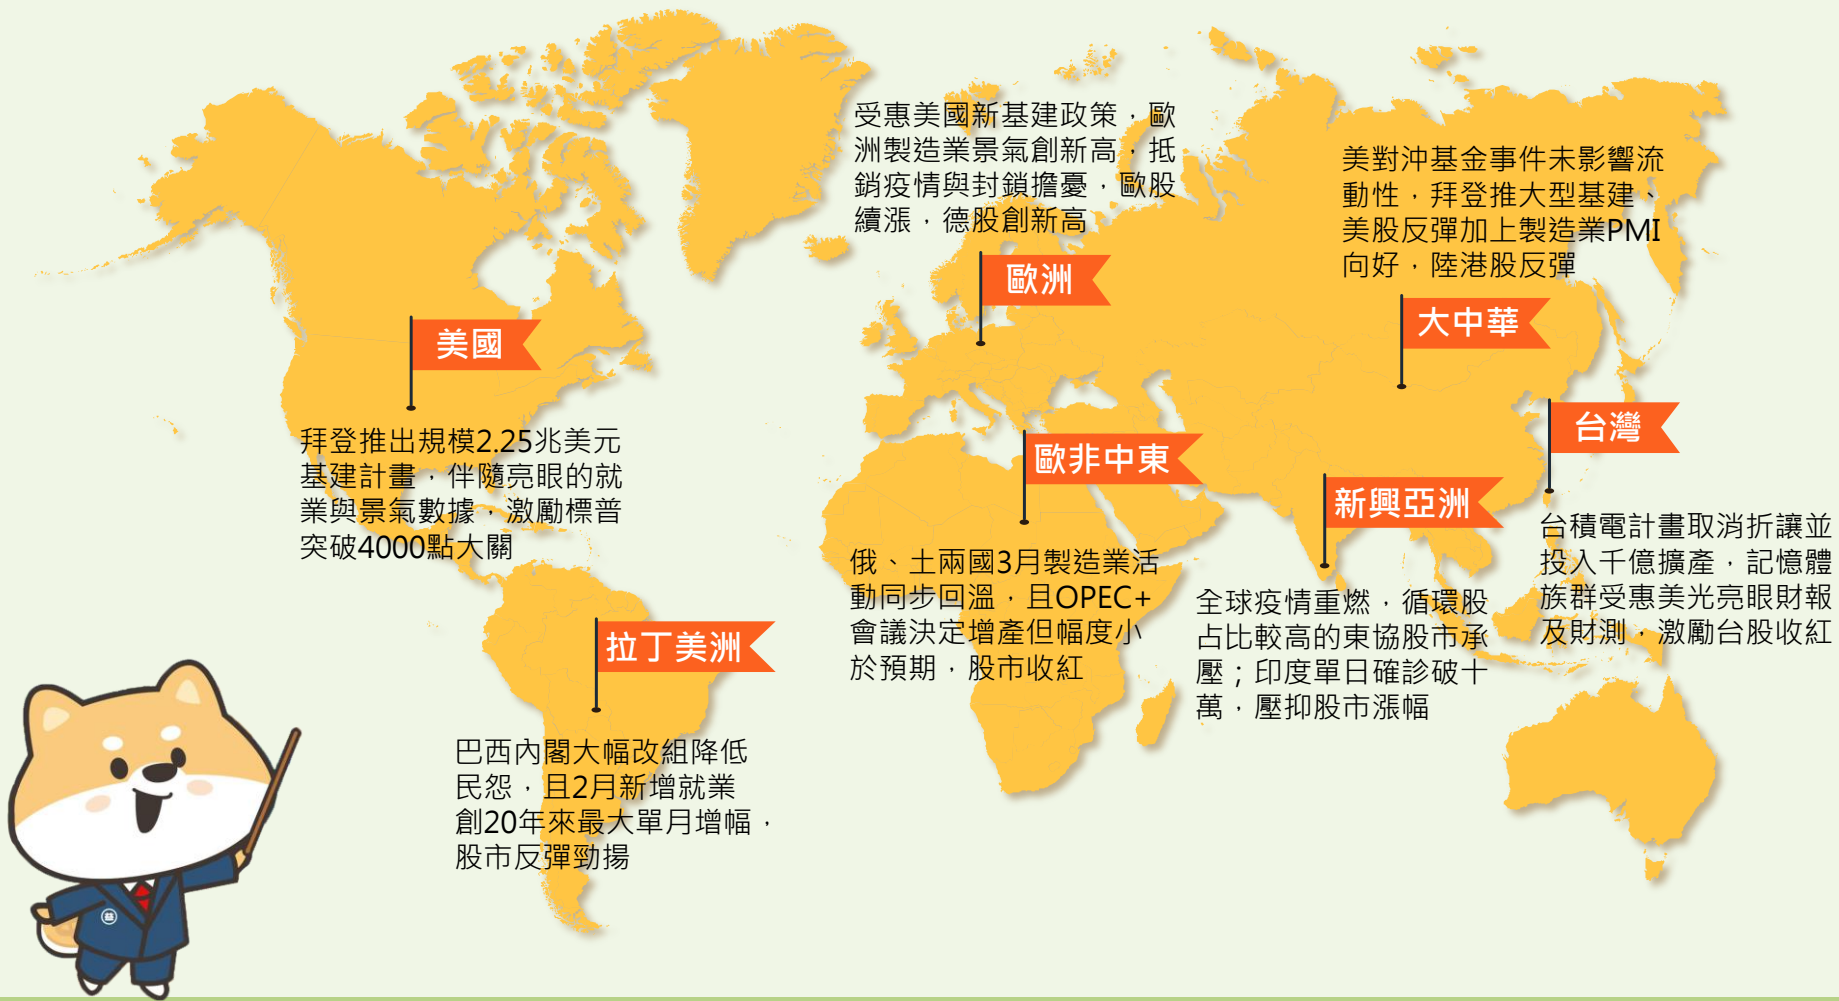 受惠美國新基建政策，歐
洲製造業景氣創新高，抵
銷疫情與封鎖擔憂，歐股
續漲，德股創新高
歐洲
美對沖基金事件未影響流
動性，拜登推大型基建、
美股反彈加上製造業PMI
向好，陸港股反彈
大中華
美國
拜登推出規模2.25兆美元
基建計畫，伴隨亮眼的就
業與景氣數據，激勵標普
突破4000點大關
台灣
台積電計畫取消折讓並
投入千億擴產，記憶體
族群受惠美光亮眼財報
及財測，激勵台股收紅
歐非中東
俄、土兩國3月製造業活
動同步回溫，且OPEC+
會議決定增產但幅度小
於預期，股市收紅
新興亞洲
全球疫情重燃，循環股
占比較高的東協股市承
壓；印度單日確診破十
萬，壓抑股市漲幅
拉丁美洲
巴西內閣大幅改組降低
民怨，且2月新增就業
創20年來最大單月增幅，
股市反彈勁揚